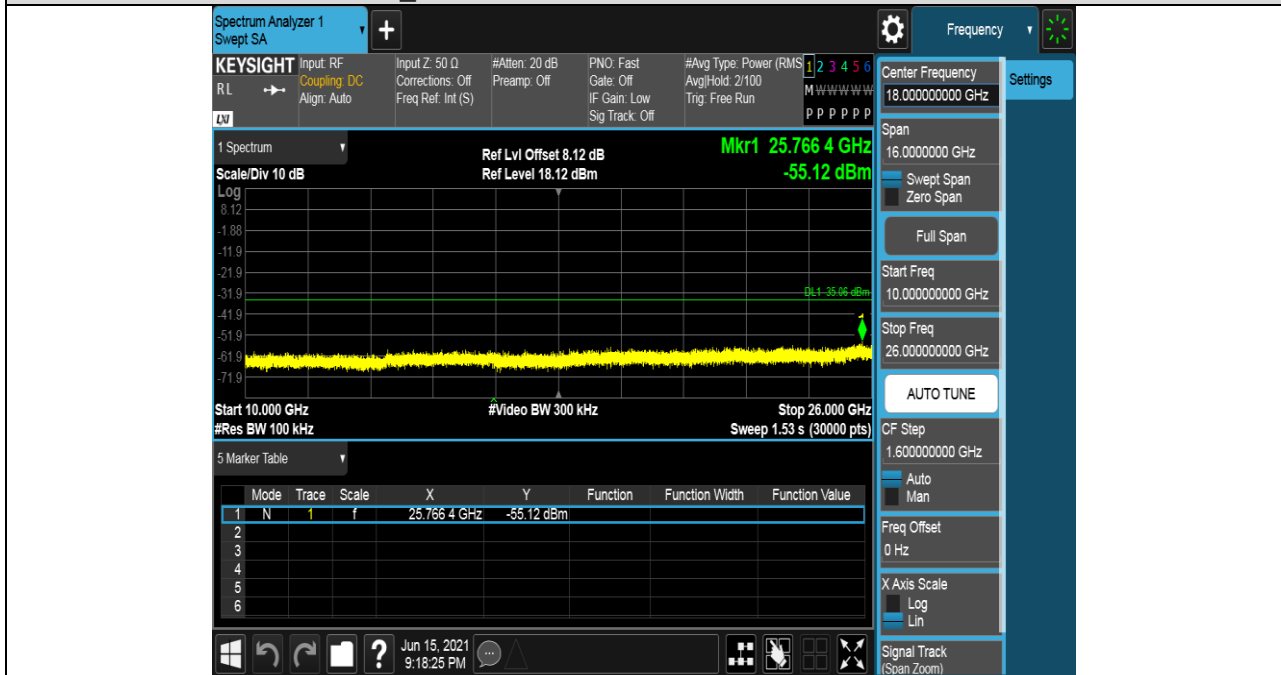 Spectrum Analyzer 1
Swept SA
Frequency
KEYSIGHT
RL
LXI
Input: RF
Coupling: DC
Align: Auto
Input Z: 50 Ω
Corrections: Off
Freq Ref: Int (S)
#Atten: 20 dB
Preamp: Off
PNO: Fast
Gate: Off
IF Gain: Low
Sig Track: Off
#Avg Type: Power (RMS
Avg|Hold: 2/100
Trig: Free Run
1 2 3 4 5 6
M W W W W W
P P P P P P
1 Spectrum
Scale/Div 10 dB
Ref Lvl Offset 8.12 dB
Ref Level 18.12 dBm
Mkr1 25.766 4 GHz
-55.12 dBm
Log
8.12
-1.88
-11.9
-21.9
-31.9
-41.9
-51.9
-61.9
-71.9
DL1 -35.06 dBm
Start 10.000 GHz
#Video BW 300 kHz
Stop 26.000 GHz
#Res BW 100 kHz
Sweep 1.53 s (30000 pts)
5 Marker Table
Mode Trace Scale X Y Function Function Width Function Value
1 N 1 f 25.766 4 GHz -55.12 dBm
2
3
4
5
6
Jun 15, 2021
9:18:25 PM
Center Frequency
18.000000000 GHz
Span
16.0000000 GHz
Swept Span
Zero Span
Full Span
Start Freq
10.000000000 GHz
Stop Freq
26.000000000 GHz
AUTO TUNE
CF Step
1.600000000 GHz
Auto
Man
Freq Offset
0 Hz
X Axis Scale
Log
Lin
Signal Track
(Span Zoom)
Settings